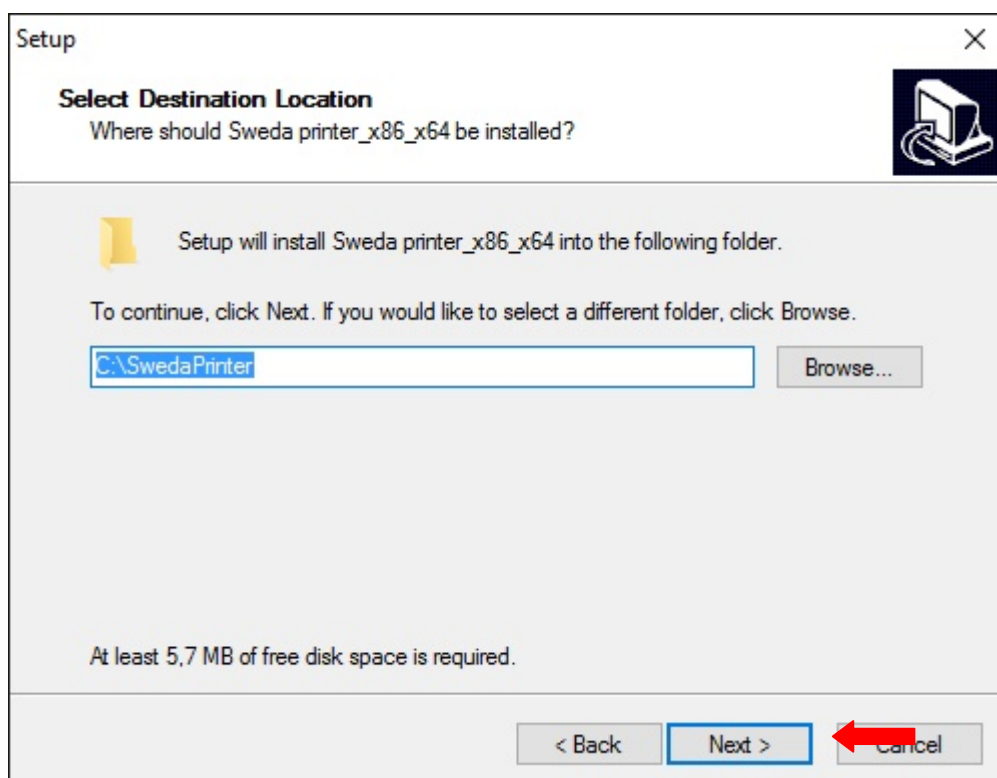 Setup
Select Destination Location
Where should Sweda printer_x86_x64 be installed?
Setup will install Sweda printer_x86_x64 into the following folder.
To continue, click Next. If you would like to select a different folder, click Browse.
C:\SwedaPrinter
Browse...
At least 5,7 MB of free disk space is required.
< Back
Next >
Cancel